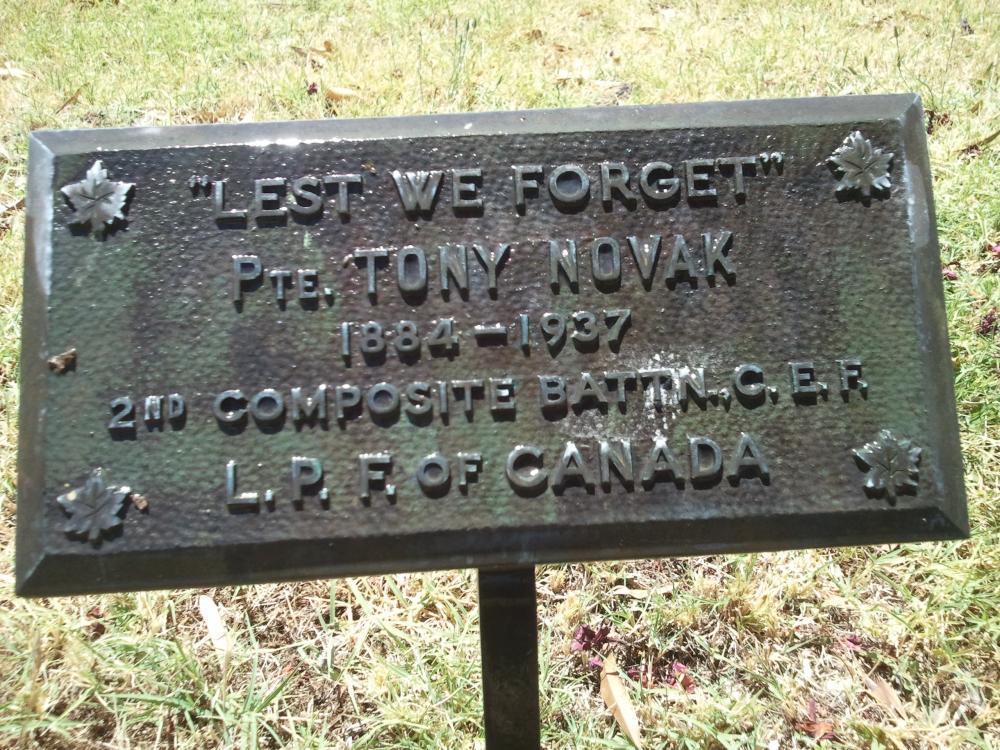 "LEST WE FORGET"
PTE. TONY NOVAK
1884-1937
2ND COMPOSITE BATTN., C.E.F.
L.P.F. OF CANADA